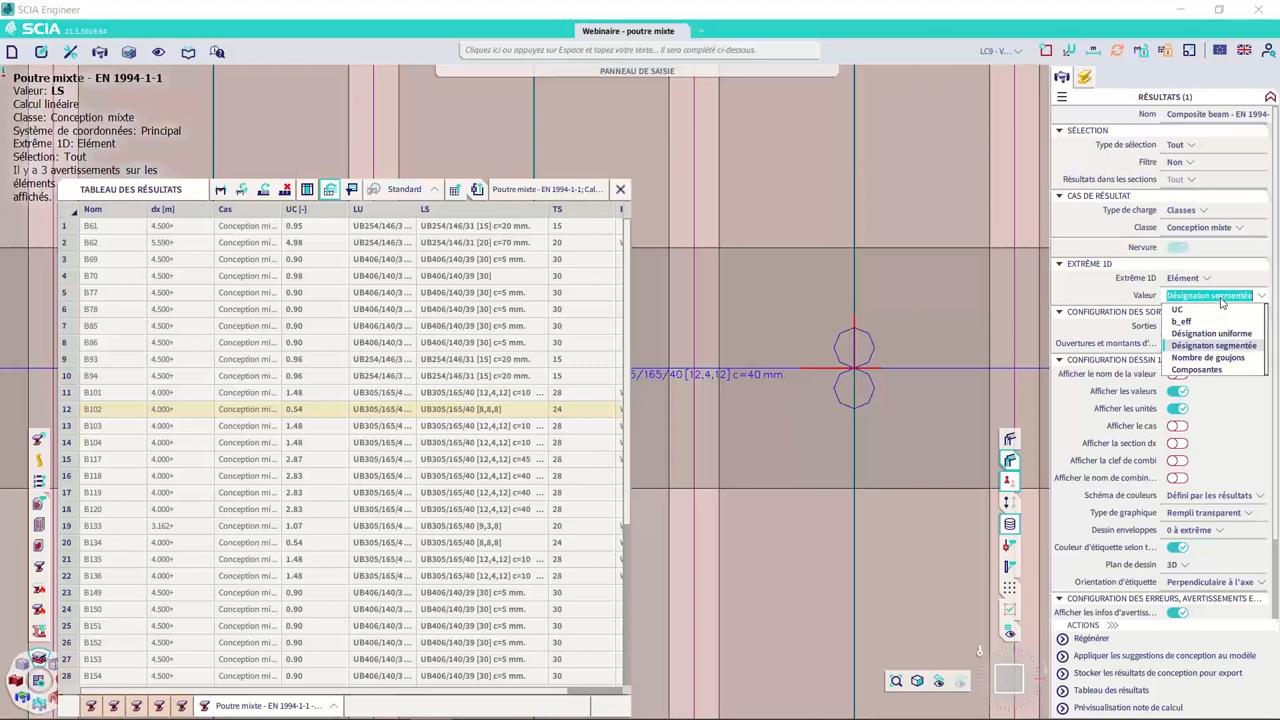 SCIA Engineer
SCIA 21.1.5019.64
Webinaire - poutre mixte
Cliquez ici ou appuyez sur Espace et tapez votre texte... il sera complété ci-dessous.
LC9 - V...
PANNEAU DE SAISIE
Poutre mixte - EN 1994-1-1
Valeur: LS
Calcul linéaire
Classe: Conception mixte
Système de coordonnées: Principal
Extrême 1D: Elément
Sélection: Tout
Il y a 3 avertissements sur les
éléments
affichés.
TABLEAU DES RÉSULTATS
Standard
Poutre mixte - EN 1994-1-1; Cal...
Nom dx [m] Cas UC [-] LU LS TS
1 B61 4.500+ Conception mi... 0.95 UB254/146/3 ... UB254/146/31 [15] c=20 mm. 15
2 B62 5.590+ Conception mi... 4.98 UB254/146/3 ... UB254/146/31 [20] c=70 mm. 20
3 B69 4.500+ Conception mi... 0.90 UB406/140/3 ... UB406/140/39 [30] c=5 mm. 30
4 B70 4.500+ Conception mi... 0.98 UB406/140/3 ... UB406/140/39 [30] 30
5 B77 4.500+ Conception mi... 0.90 UB406/140/3 ... UB406/140/39 [30] c=5 mm. 30
6 B78 4.500+ Conception mi... 0.90 UB406/140/3 ... UB406/140/39 [30] c=5 mm. 30
7 B85 4.500+ Conception mi... 0.90 UB406/140/3 ... UB406/140/39 [30] c=5 mm. 30
8 B86 4.500+ Conception mi... 0.90 UB406/140/3 ... UB406/140/39 [30] c=5 mm. 30
9 B93 4.500+ Conception mi... 0.96 UB254/146/3 ... UB254/146/31 [15] c=20 mm. 15
10 B94 4.500+ Conception mi... 0.96 UB254/146/3 ... UB254/146/31 [15] c=20 mm. 15
11 B101 4.000+ Conception mi... 1.48 UB305/165/4 ... UB305/165/40 [12,4,12] c=10 ... 28
12 B102 4.000+ Conception mi... 0.54 UB305/165/4 ... UB305/165/40 [8,8,8] 24
13 B103 4.000+ Conception mi... 1.48 UB305/165/4 ... UB305/165/40 [12,4,12] c=10 ... 28
14 B104 4.000+ Conception mi... 1.48 UB305/165/4 ... UB305/165/40 [12,4,12] c=10 ... 28
15 B117 4.000+ Conception mi... 2.87 UB305/165/4 ... UB305/165/40 [12,4,12] c=45 ... 28
16 B118 4.000+ Conception mi... 2.83 UB305/165/4 ... UB305/165/40 [12,4,12] c=40 ... 28
17 B119 4.000+ Conception mi... 2.83 UB305/165/4 ... UB305/165/40 [12,4,12] c=40 ... 28
18 B120 4.000+ Conception mi... 2.83 UB305/165/4 ... UB305/165/40 [12,4,12] c=40 ... 28
19 B133 3.162+ Conception mi... 1.07 UB305/165/4 ... UB305/165/40 [9,3,8] 20
20 B134 4.000+ Conception mi... 0.54 UB305/165/4 ... UB305/165/40 [8,8,8] 24
21 B135 4.000+ Conception mi... 1.48 UB305/165/4 ... UB305/165/40 [12,4,12] c=10 ... 28
22 B136 4.000+ Conception mi... 1.48 UB305/165/4 ... UB305/165/40 [12,4,12] c=10 ... 28
23 B149 4.500+ Conception mi... 0.90 UB406/140/3 ... UB406/140/39 [30] c=5 mm. 30
24 B150 4.500+ Conception mi... 0.90 UB406/140/3 ... UB406/140/39 [30] c=5 mm. 30
25 B151 4.500+ Conception mi... 0.90 UB406/140/3 ... UB406/140/39 [30] c=5 mm. 30
26 B152 4.500+ Conception mi... 0.90 UB406/140/3 ... UB406/140/39 [30] c=5 mm. 30
27 B153 4.500+ Conception mi... 0.90 UB406/140/3 ... UB406/140/39 [30] c=5 mm. 30
28 B154 4.500+ Conception mi... 0.90 UB406/140/3 ... UB406/140/39 [30] c=5 mm. 30
Poutre mixte - EN 1994-1-1 -...
5/165/40 [12,4,12] c=40 mm.
RÉSULTATS (1)
Nom Composite beam - EN 1994-
SÉLECTION
Type de sélection Tout
Filtre Non
Résultats dans les sections Tout
CAS DE RÉSULTAT
Type de charge Classes
Classe Conception mixte
Nervure
EXTRÊME 1D
Extrême 1D Elément
Valeur Désignaton segmentée
UC
b_eff
Désignation uniforme
Désignaton segmentée
Nombre de goujons
Composantes
CONFIGURATION DES SOR
Sorties
Ouvertures et montants d'...
CONFIGURATION DESSIN 1
Afficher le nom de la valeur
Afficher les valeurs
Afficher les unités
Afficher le cas
Afficher la section dx
Afficher la clef de combi
Afficher le nom de combin...
Schéma de couleurs Défini par les résultats
Type de graphique Rempli transparent
Dessin enveloppes 0 à extrême
Couleur d'étiquette selon t...
Plan de dessin 3D
Orientation d'étiquette Perpendiculaire à l'axe
CONFIGURATION DES ERREURS, AVERTISSEMENTS E...
Afficher les infos d'avertiss...
ACTIONS >>>
Régénérer
Appliquer les suggestions de conception au modèle
Stocker les résultats de conception pour export
Tableau des résultats
Prévisualisation note de calcul